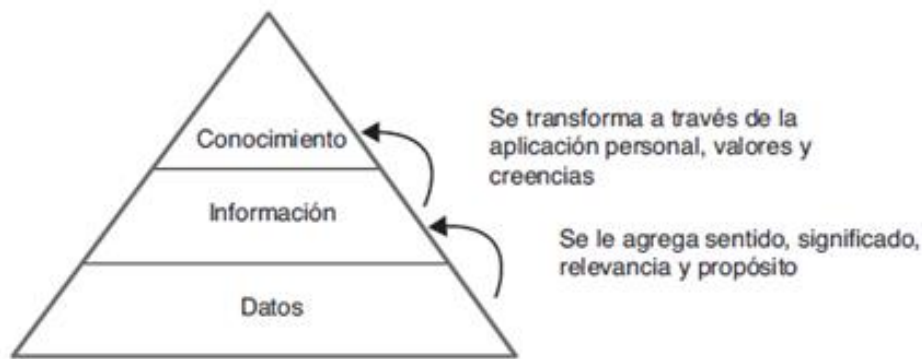 Conocimiento
Se transforma a través de la
aplicación personal, valores y
creencias
Información
Se le agrega sentido, significado,
relevancia y propósito
Datos